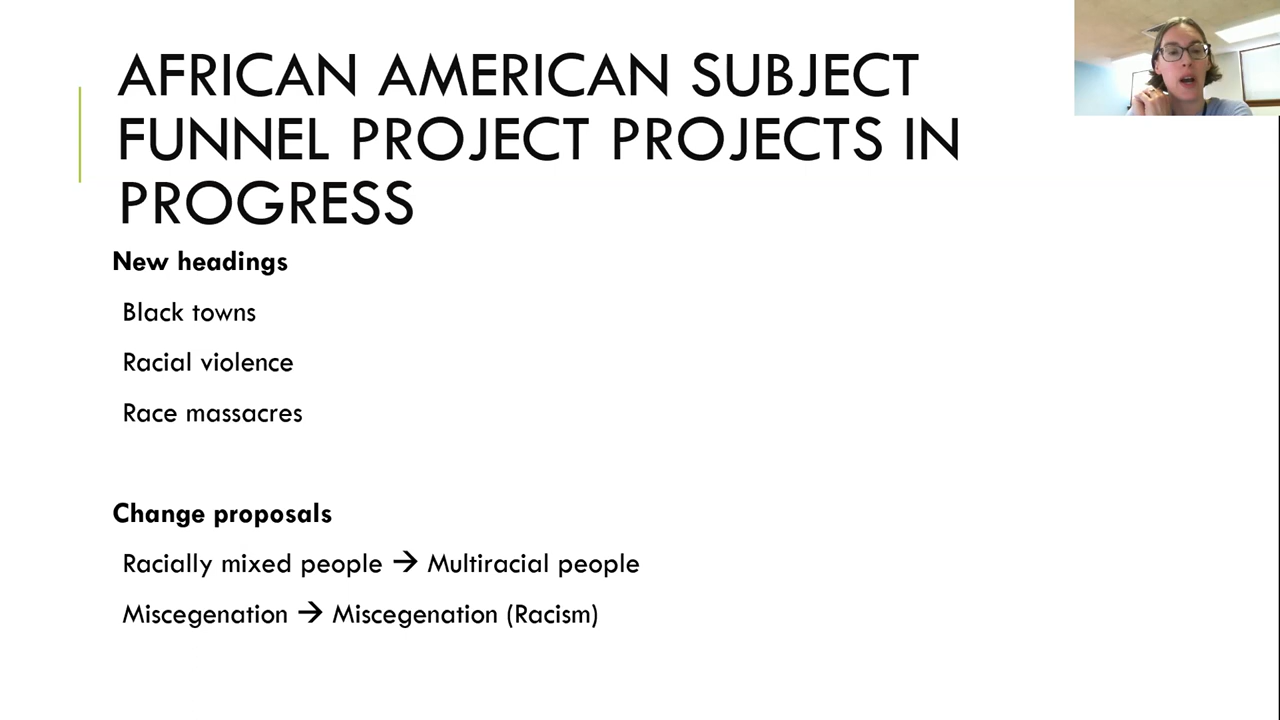 AFRICAN AMERICAN SUBJECT
FUNNEL PROJECT PROJECTS IN
PROGRESS
New headings
Black towns
Racial violence
Race massacres
Change proposals
Racially mixed people → Multiracial people
Miscegenation → Miscegenation (Racism)